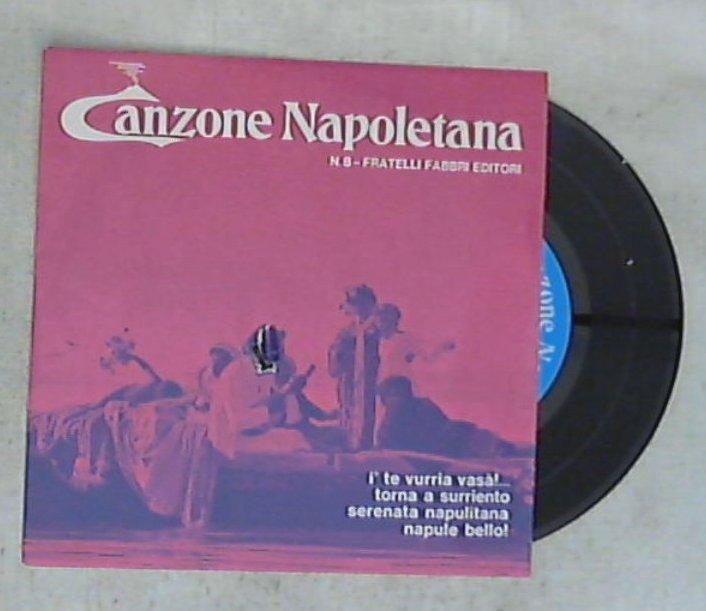 Canzone Napoletana
N.8 - FRATELLI FABBRI EDITORI
i' te vurria vasà!...
torna a surriento
serenata napulitana
napule bello!